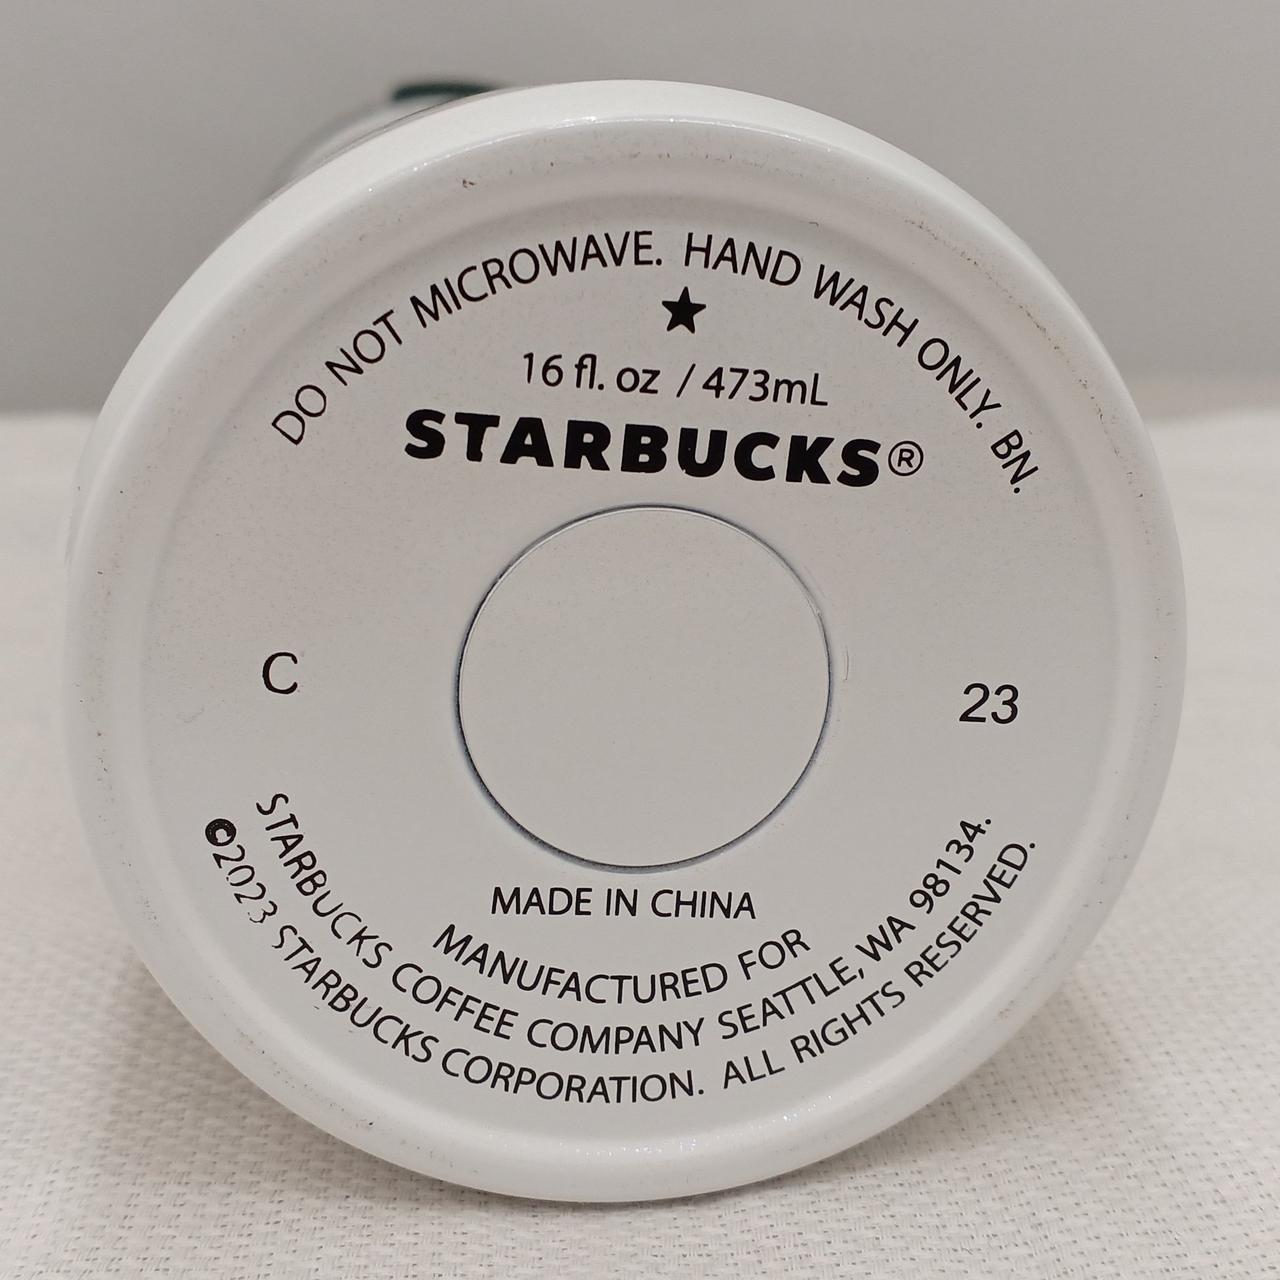 DO NOT MICROWAVE. HAND WASH ONLY. BN.
★
16 fl. oz / 473mL
STARBUCKS®
C
23
MADE IN CHINA
MANUFACTURED FOR
STARBUCKS COFFEE COMPANY SEATTLE, WA 98134.
©2023 STARBUCKS CORPORATION. ALL RIGHTS RESERVED.